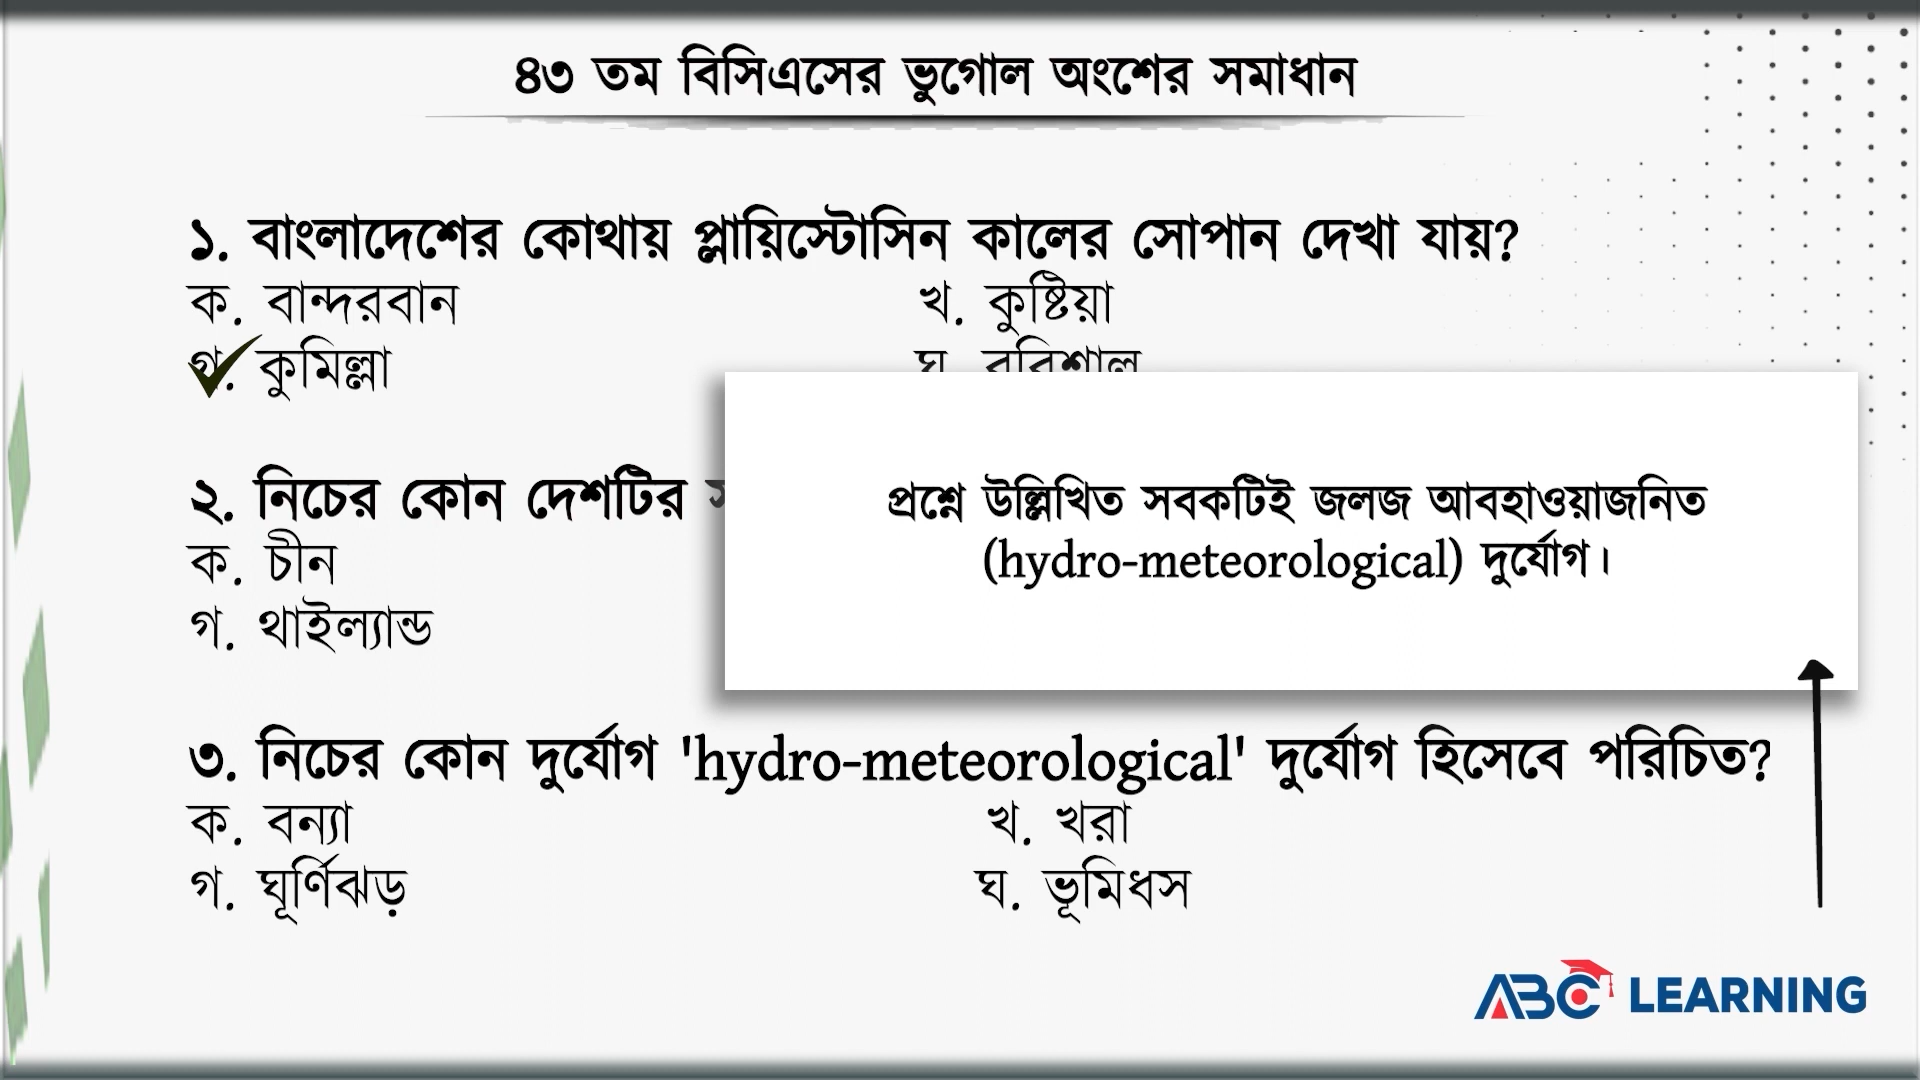 ৪৩ তম বিসিএসের ভুগোল অংশের সমাধান
১. বাংলাদেশের কোথায় প্লায়িস্টোসিন কালের সোপান দেখা যায়?
ক. বান্দরবান খ. কুষ্টিয়া
গ. কুমিল্লা ঘ. বরিশাল
২. নিচের কোন দেশটির
ক. চীন
গ. থাইল্যান্ড
প্রশ্নে উল্লিখিত সবকটিই জলজ আবহাওয়াজনিত
(hydro-meteorological) দুর্যোগ।
৩. নিচের কোন দুর্যোগ 'hydro-meteorological' দুর্যোগ হিসেবে পরিচিত?
ক. বন্যা খ. খরা
গ. ঘূর্ণিঝড় ঘ. ভূমিধস
ABC LEARNING